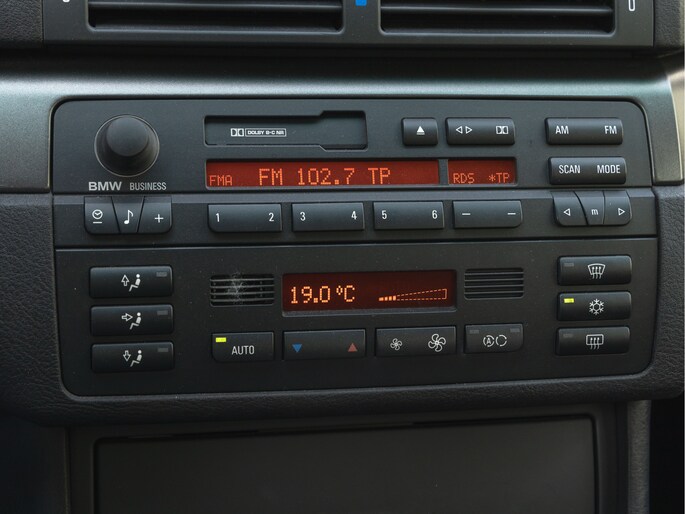 DOLBY B-C NR
AM FM
FMA FM 102.7 TP RDS *TP
SCAN MODE
BMW BUSINESS
+ 1 2 3 4 5 6 – – m
19.0 °C
AUTO A